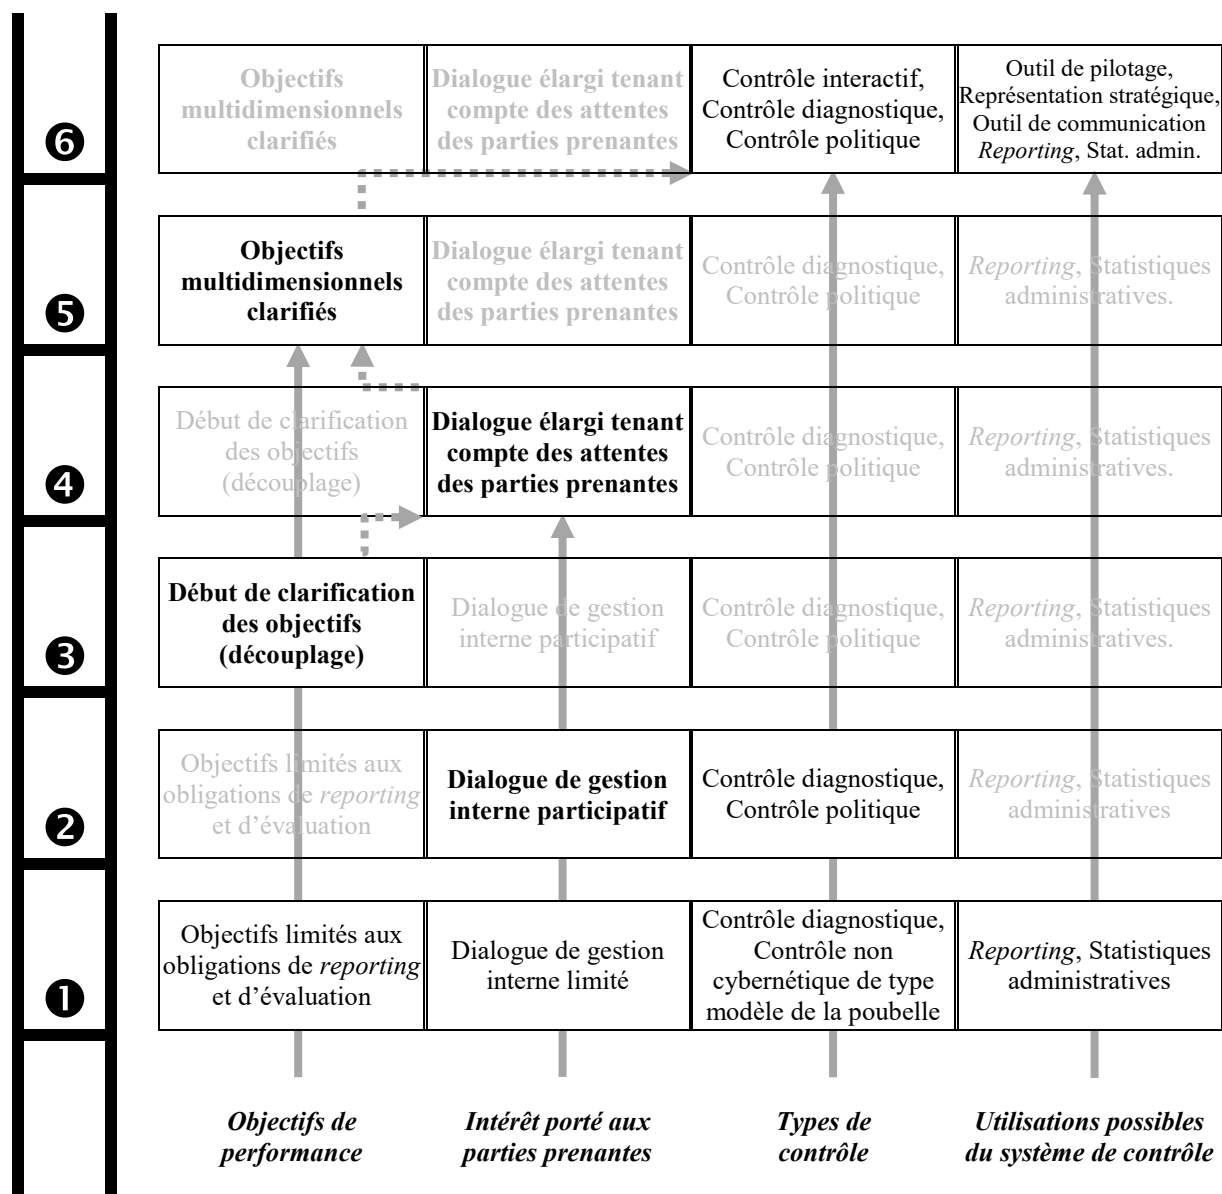 ❻
Objectifs
multidimensionnels
clarifiés
Dialogue élargi tenant
compte des attentes
des parties prenantes
Contrôle interactif,
Contrôle diagnostique,
Contrôle politique
Outil de pilotage,
Représentation stratégique,
Outil de communication
Reporting, Stat. admin.
❺
Objectifs
multidimensionnels
clarifiés
Dialogue élargi tenant
compte des attentes
des parties prenantes
Contrôle diagnostique,
Contrôle politique
Reporting, Statistiques
administratives.
❹
Début de clarification
des objectifs
(découplage)
Dialogue élargi tenant
compte des attentes
des parties prenantes
Contrôle diagnostique,
Contrôle politique
Reporting, Statistiques
administratives.
❸
Début de clarification
des objectifs
(découplage)
Dialogue de gestion
interne participatif
Contrôle diagnostique,
Contrôle politique
Reporting, Statistiques
administratives.
❷
Objectifs limités aux
obligations de reporting
et d’évaluation
Dialogue de gestion
interne participatif
Contrôle diagnostique,
Contrôle politique
Reporting, Statistiques
administratives
❶
Objectifs limités aux
obligations de reporting
et d’évaluation
Dialogue de gestion
interne limité
Contrôle diagnostique,
Contrôle non
cybernétique de type
modèle de la poubelle
Reporting, Statistiques
administratives
Objectifs de
performance
Intérêt porté aux
parties prenantes
Types de
contrôle
Utilisations possibles
du système de contrôle